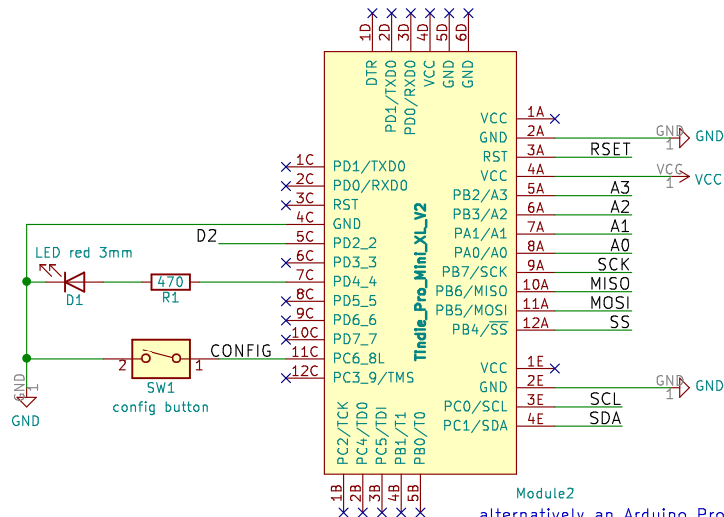 1D 2D 3D 4D 5D 6D
DTR PD1/TXD0 PD0/RXD0 VCC GND GND
1C PD1/TXD0
2C PD0/RXD0
3C RST
4C GND
D2 5C PD2_2
6C PD3_3
7C PD4_4
8C PD5_5
9C PD6_6
10C PD7_7
CONFIG 11C PC6_8L
12C PC3_9/TMS
LED red 3mm
D1
470
R1
2 1
SW1
config button
GND 1
GND
Tindie_Pro_Mini_XL_V2
VCC 1A
GND 2A GND 1 GND
RST 3A RSET
VCC 4A VCC 1 VCC
PB2/A3 5A A3
PB3/A2 6A A2
PA1/A1 7A A1
PA0/A0 8A A0
PB7/SCK 9A SCK
PB6/MISO 10A MISO
PB5/MOSI 11A MOSI
PB4/SS 12A SS
VCC 1E
GND 2E GND 1 GND
PC0/SCL 3E SCL
PC1/SDA 4E SDA
PC2/TCK PC4/TDO PC5/TDI PB1/T1 PB0/T0
1B 2B 3B 4B 5B
Module2
alternatively an Arduino Pro